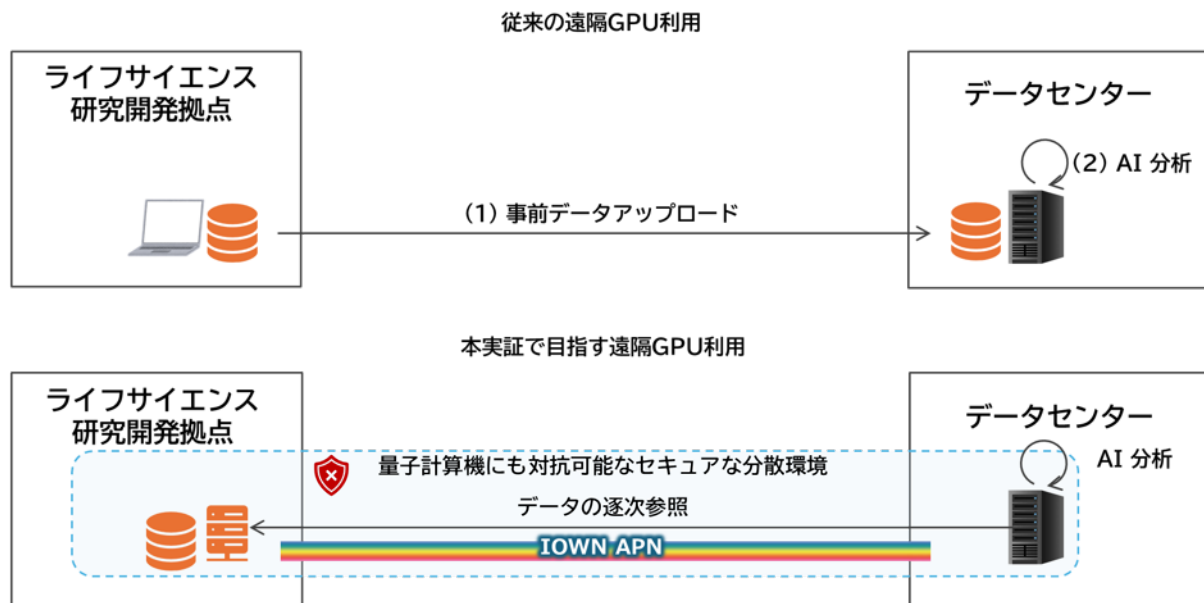 従来の遠隔GPU利用
ライフサイエンス
研究開発拠点
データセンター
(2) AI 分析
(1) 事前データアップロード
本実証で目指す遠隔GPU利用
ライフサイエンス
研究開発拠点
データセンター
AI 分析
量子計算機にも対抗可能なセキュアな分散環境
データの逐次参照
IOWN APN